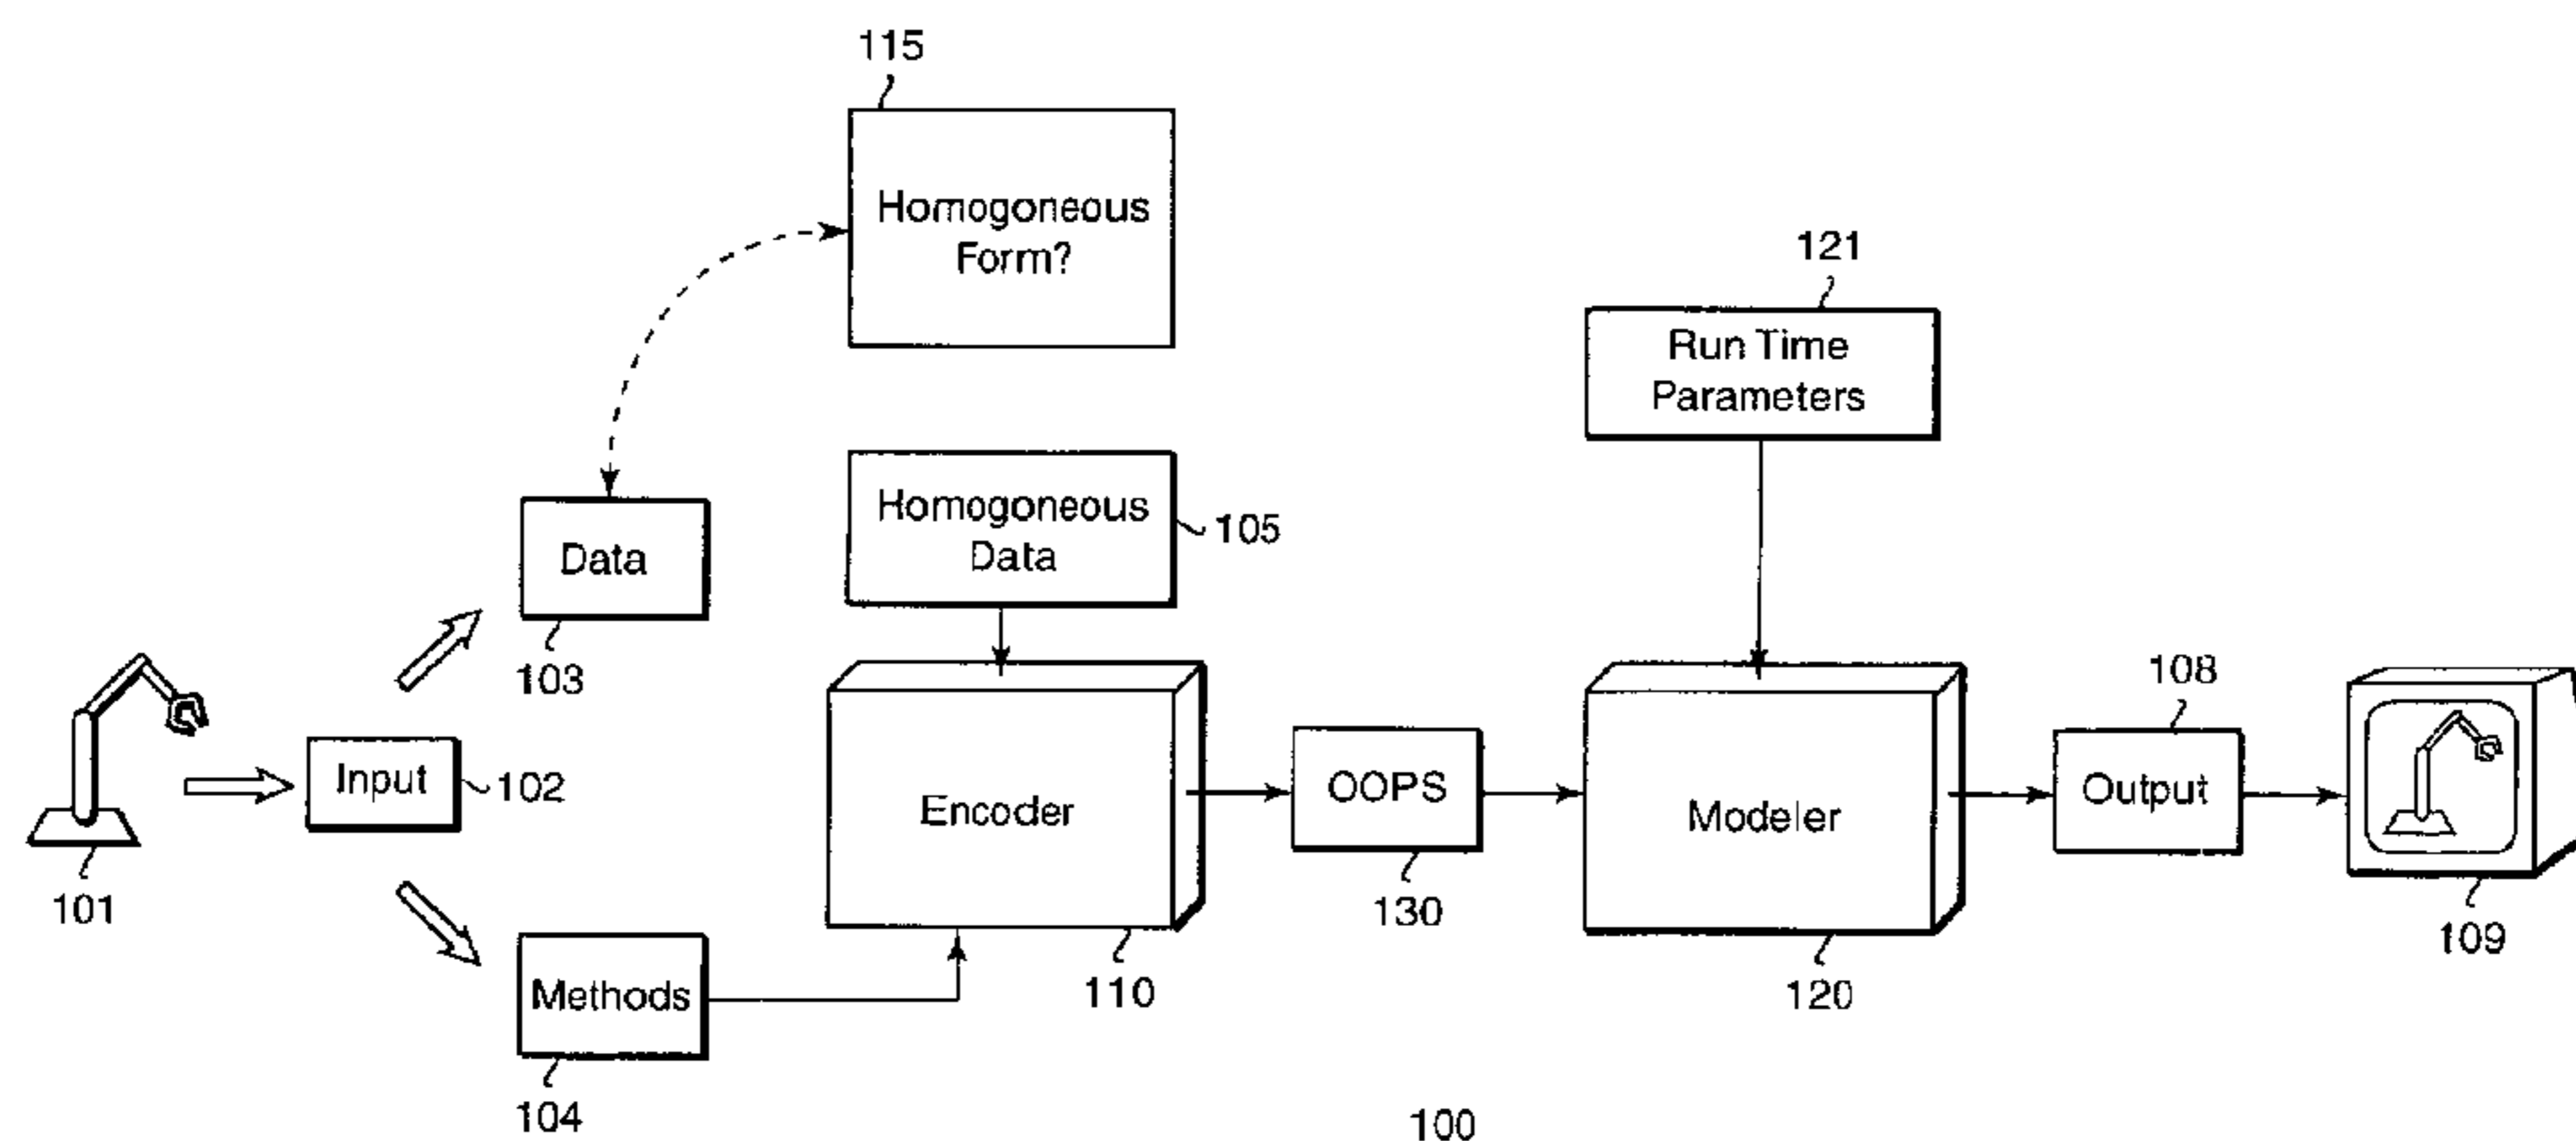 115
Homogoneous
Form?
121
Run Time
Parameters
Homogoneous
Data
105
Data
103
108
Input
102
Encoder
OOPS
Modeler
Output
101
130
109
Methods
110
120
104
100